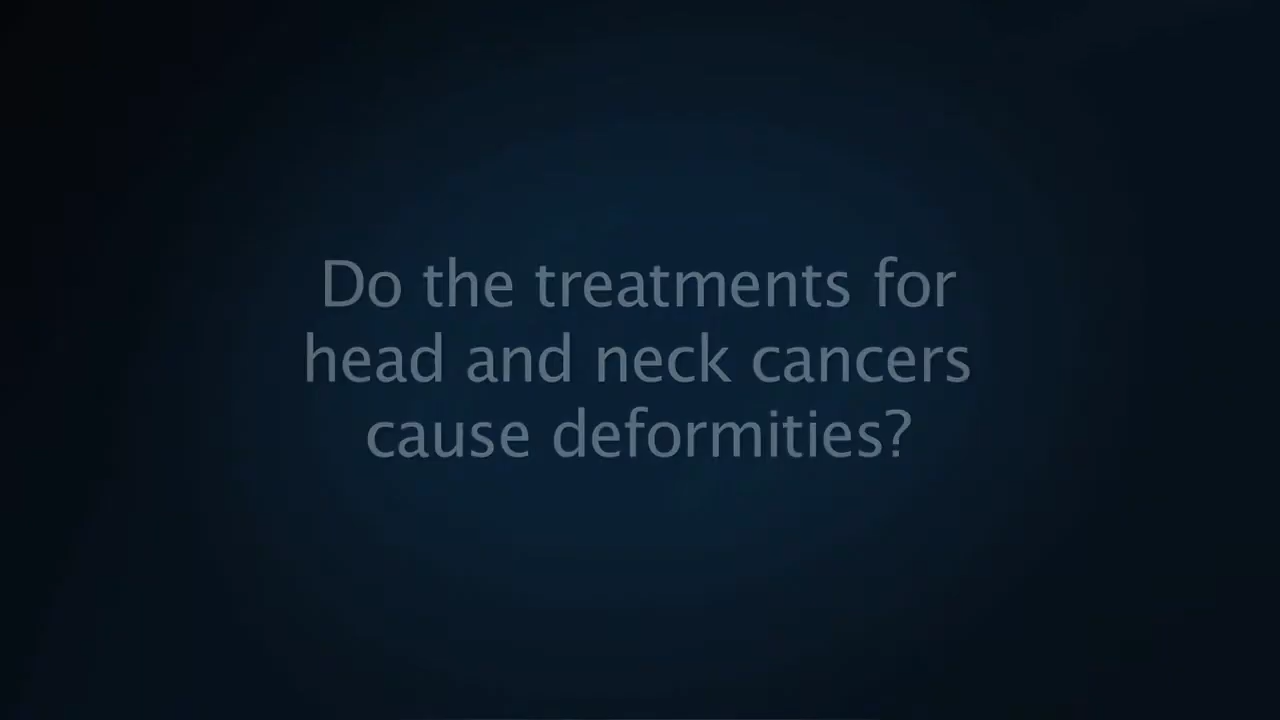 Do the treatments for
head and neck cancers
cause deformities?